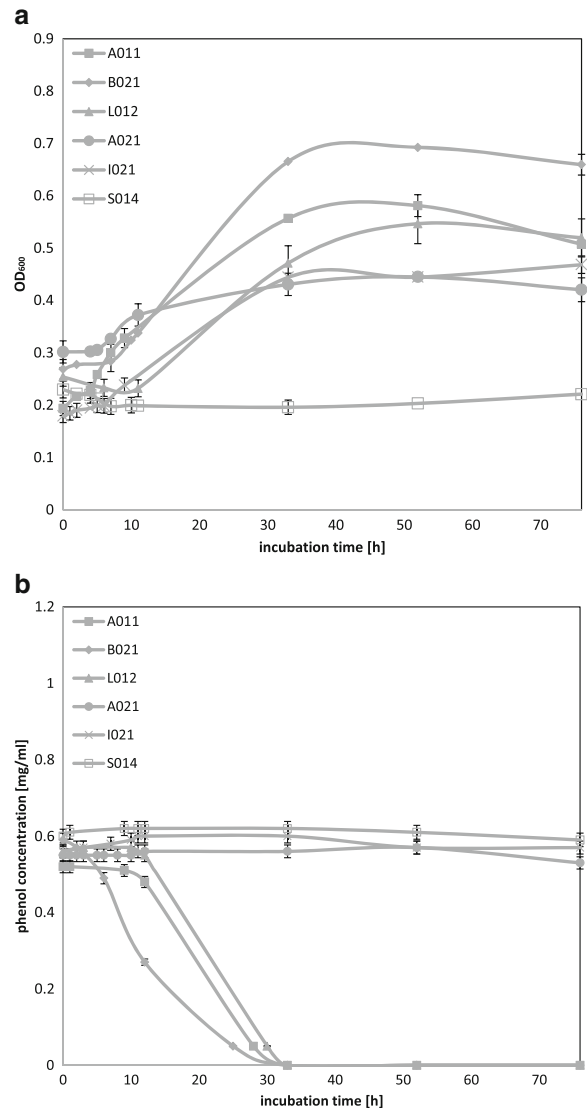 a
0.9
0.8
0.7
0.6
0.5
0.4
0.3
0.2
0.1
0
OD600
A011
B021
L012
A021
I021
S014
0 10 20 30 40 50 60 70
incubation time [h]
b
1.2
1
0.8
0.6
0.4
0.2
0
phenol concentration [mg/ml]
A011
B021
L012
A021
I021
S014
0 10 20 30 40 50 60 70
incubation time [h]